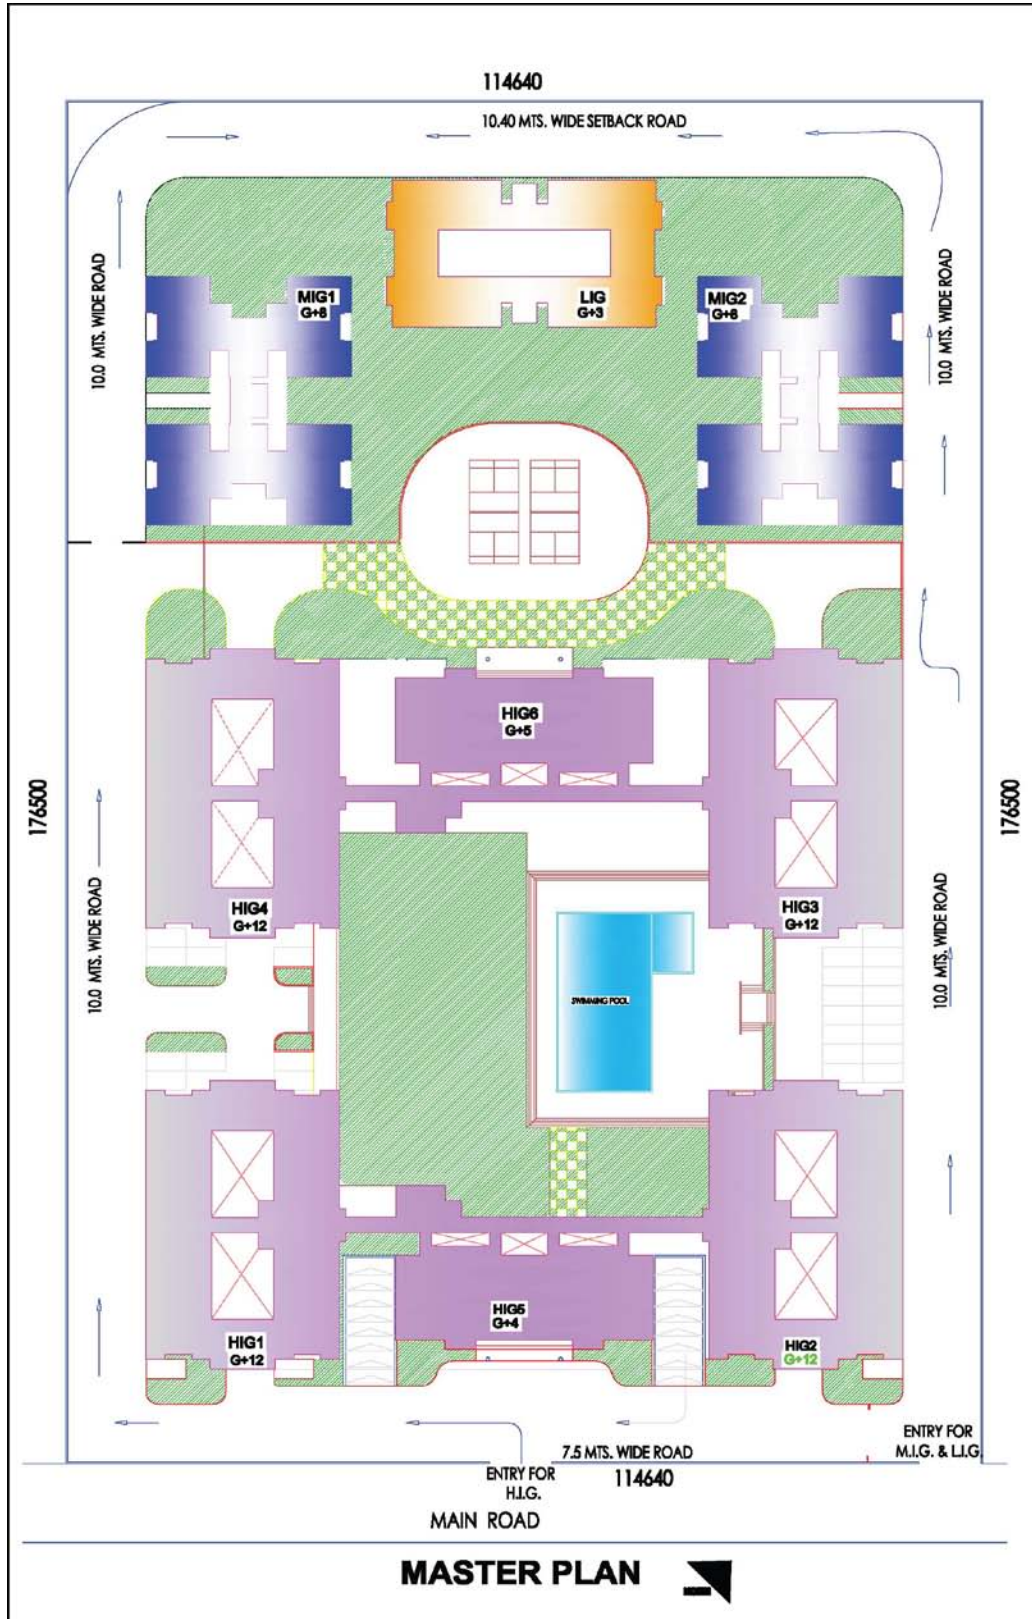 114640
10.40 MTS. WIDE SETBACK ROAD
10.0 MTS. WIDE ROAD
MIG1
G+8
LIG
G+3
MIG2
G+8
10.0 MTS. WIDE ROAD
HIG6
G+5
176500
176500
HIG4
G+12
HIG3
G+12
10.0 MTS. WIDE ROAD
10.0 MTS. WIDE ROAD
SWIMMING POOL
HIG5
G+4
HIG1
G+12
HIG2
G+12
ENTRY FOR
M.I.G. & L.I.G.
7.5 MTS. WIDE ROAD
ENTRY FOR
H.I.G.
114640
MAIN ROAD
MASTER PLAN